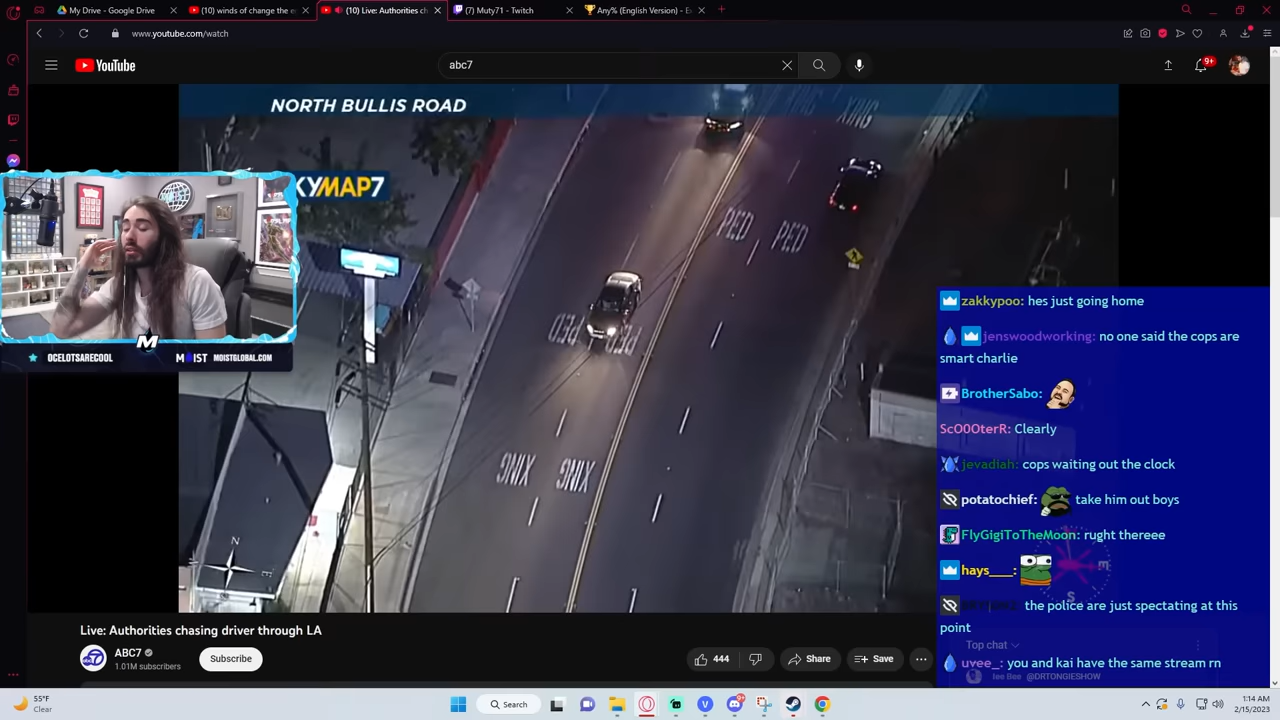 My Drive - Google Drive
(10) winds of change the e
(10) Live: Authorities ch
Muty71 - Twitch
Any% (English Version) - E
www.youtube.com/watch
YouTube
abc7
9+
NORTH BULLIS ROAD
KYMAP7
XING
PED PED
PED PED
XING XING
N
E
S
OCELOTSARECOOL
MOIST MOISTGLOBAL.COM
zakkypoo: hes just going home
jenswoodworking: no one said the cops are
smart charlie
BrotherSabo:
ScO0OterR: Clearly
jevadiah: cops waiting out the clock
potatochief: take him out boys
FlyGigiToTheMoon: rught thereee
hays___:
the police are just spectating at this
point
Top chat
uvee_: you and kai have the same stream rn
@DRTONGIESHOW
Live: Authorities chasing driver through LA
ABC7
1.01M subscribers
Subscribe
444
Share
Save
55°F
Clear
Search
1:14 AM
2/15/2023